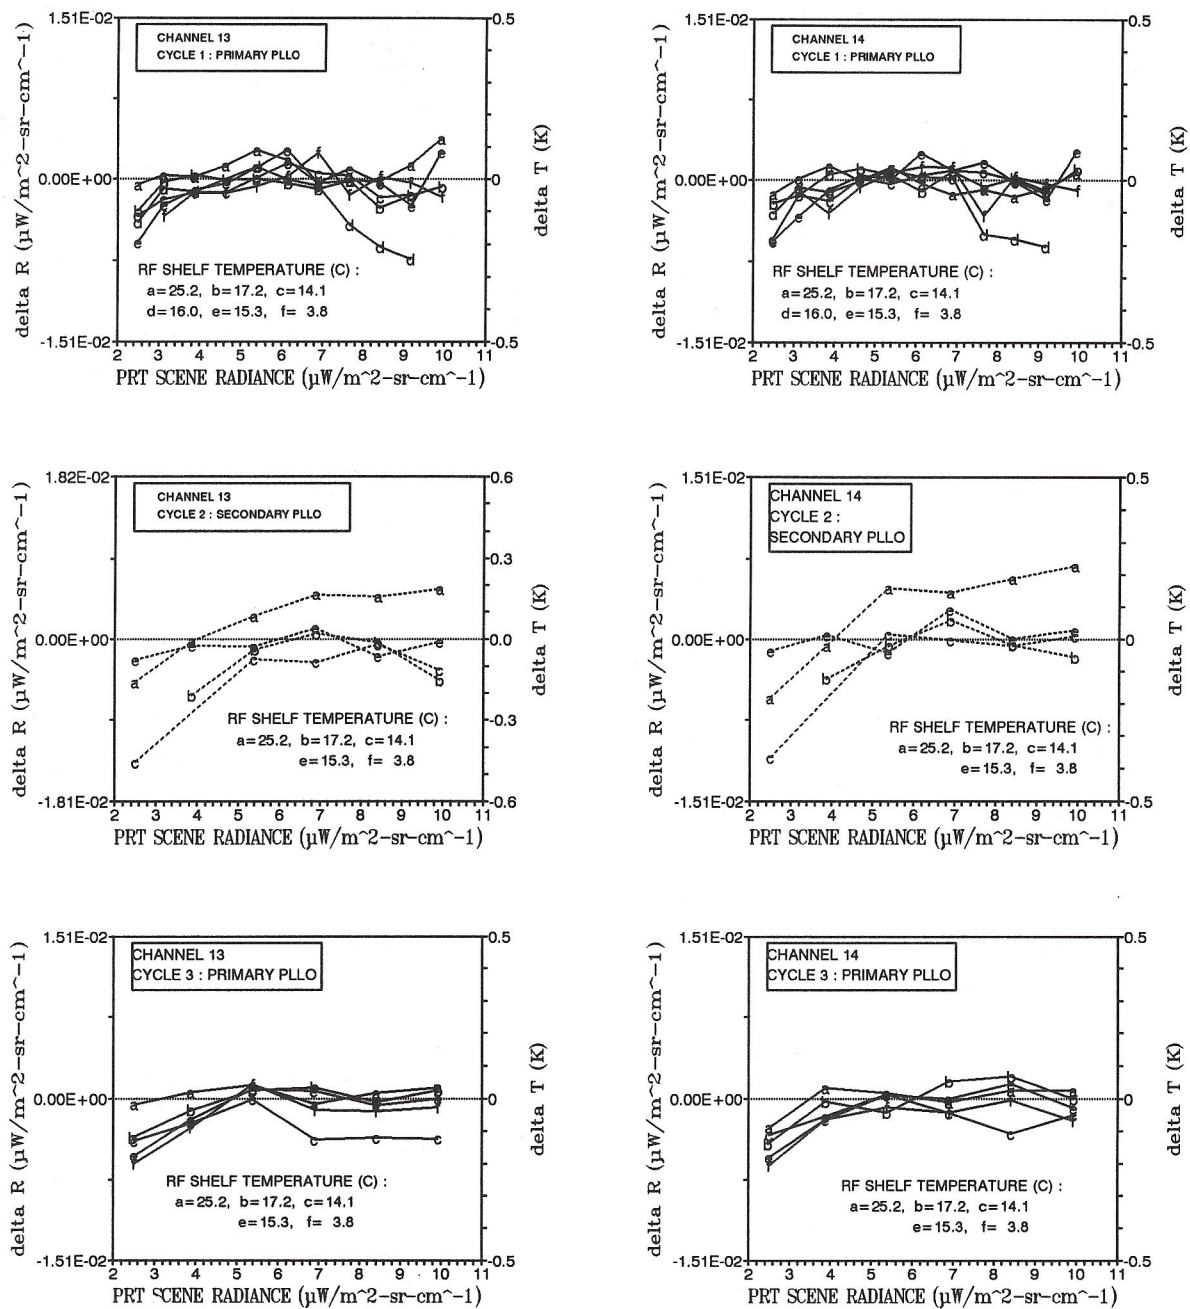 CHANNEL 13
CYCLE 1 : PRIMARY PLLO
1.51E-02
0.00E+00
-1.51E-02
0.5
0
-0.5
delta R (µW/m^2-sr-cm^-1)
delta T (K)
RF SHELF TEMPERATURE (C) :
a=25.2, b=17.2, c=14.1
d=16.0, e=15.3, f= 3.8
2 3 4 5 6 7 8 9 10 11
PRT SCENE RADIANCE (µW/m^2-sr-cm^-1)
CHANNEL 14
CYCLE 1 : PRIMARY PLLO
1.51E-02
0.00E+00
-1.51E-02
0.5
0
-0.5
delta R (µW/m^2-sr-cm^-1)
delta T (K)
RF SHELF TEMPERATURE (C) :
a=25.2, b=17.2, c=14.1
d=16.0, e=15.3, f= 3.8
2 3 4 5 6 7 8 9 10 11
PRT SCENE RADIANCE (µW/m^2-sr-cm^-1)
CHANNEL 13
CYCLE 2 : SECONDARY PLLO
1.82E-02
0.00E+00
-1.81E-02
0.6
0.3
0.0
-0.3
-0.6
delta R (µW/m^2-sr-cm^-1)
delta T (K)
RF SHELF TEMPERATURE (C) :
a=25.2, b=17.2, c=14.1
e=15.3, f= 3.8
2 3 4 5 6 7 8 9 10 11
PRT SCENE RADIANCE (µW/m^2-sr-cm^-1)
CHANNEL 14
CYCLE 2 :
SECONDARY PLLO
1.51E-02
0.00E+00
-1.51E-02
0.5
0
-0.5
delta R (µW/m^2-sr-cm^-1)
delta T (K)
RF SHELF TEMPERATURE (C) :
a=25.2, b=17.2, c=14.1
e=15.3, f= 3.8
2 3 4 5 6 7 8 9 10 11
PRT SCENE RADIANCE (µW/m^2-sr-cm^-1)
CHANNEL 13
CYCLE 3 : PRIMARY PLLO
1.51E-02
0.00E+00
-1.51E-02
0.5
0
-0.5
delta R (µW/m^2-sr-cm^-1)
delta T (K)
RF SHELF TEMPERATURE (C) :
a=25.2, b=17.2, c=14.1
e=15.3, f= 3.8
2 3 4 5 6 7 8 9 10 11
PRT SCENE RADIANCE (µW/m^2-sr-cm^-1)
CHANNEL 14
CYCLE 3 : PRIMARY PLLO
1.51E-02
0.00E+00
-1.51E-02
0.5
0
-0.5
delta R (µW/m^2-sr-cm^-1)
delta T (K)
RF SHELF TEMPERATURE (C) :
a=25.2, b=17.2, c=14.1
e=15.3, f= 3.8
2 3 4 5 6 7 8 9 10 11
PRT SCENE RADIANCE (µW/m^2-sr-cm^-1)